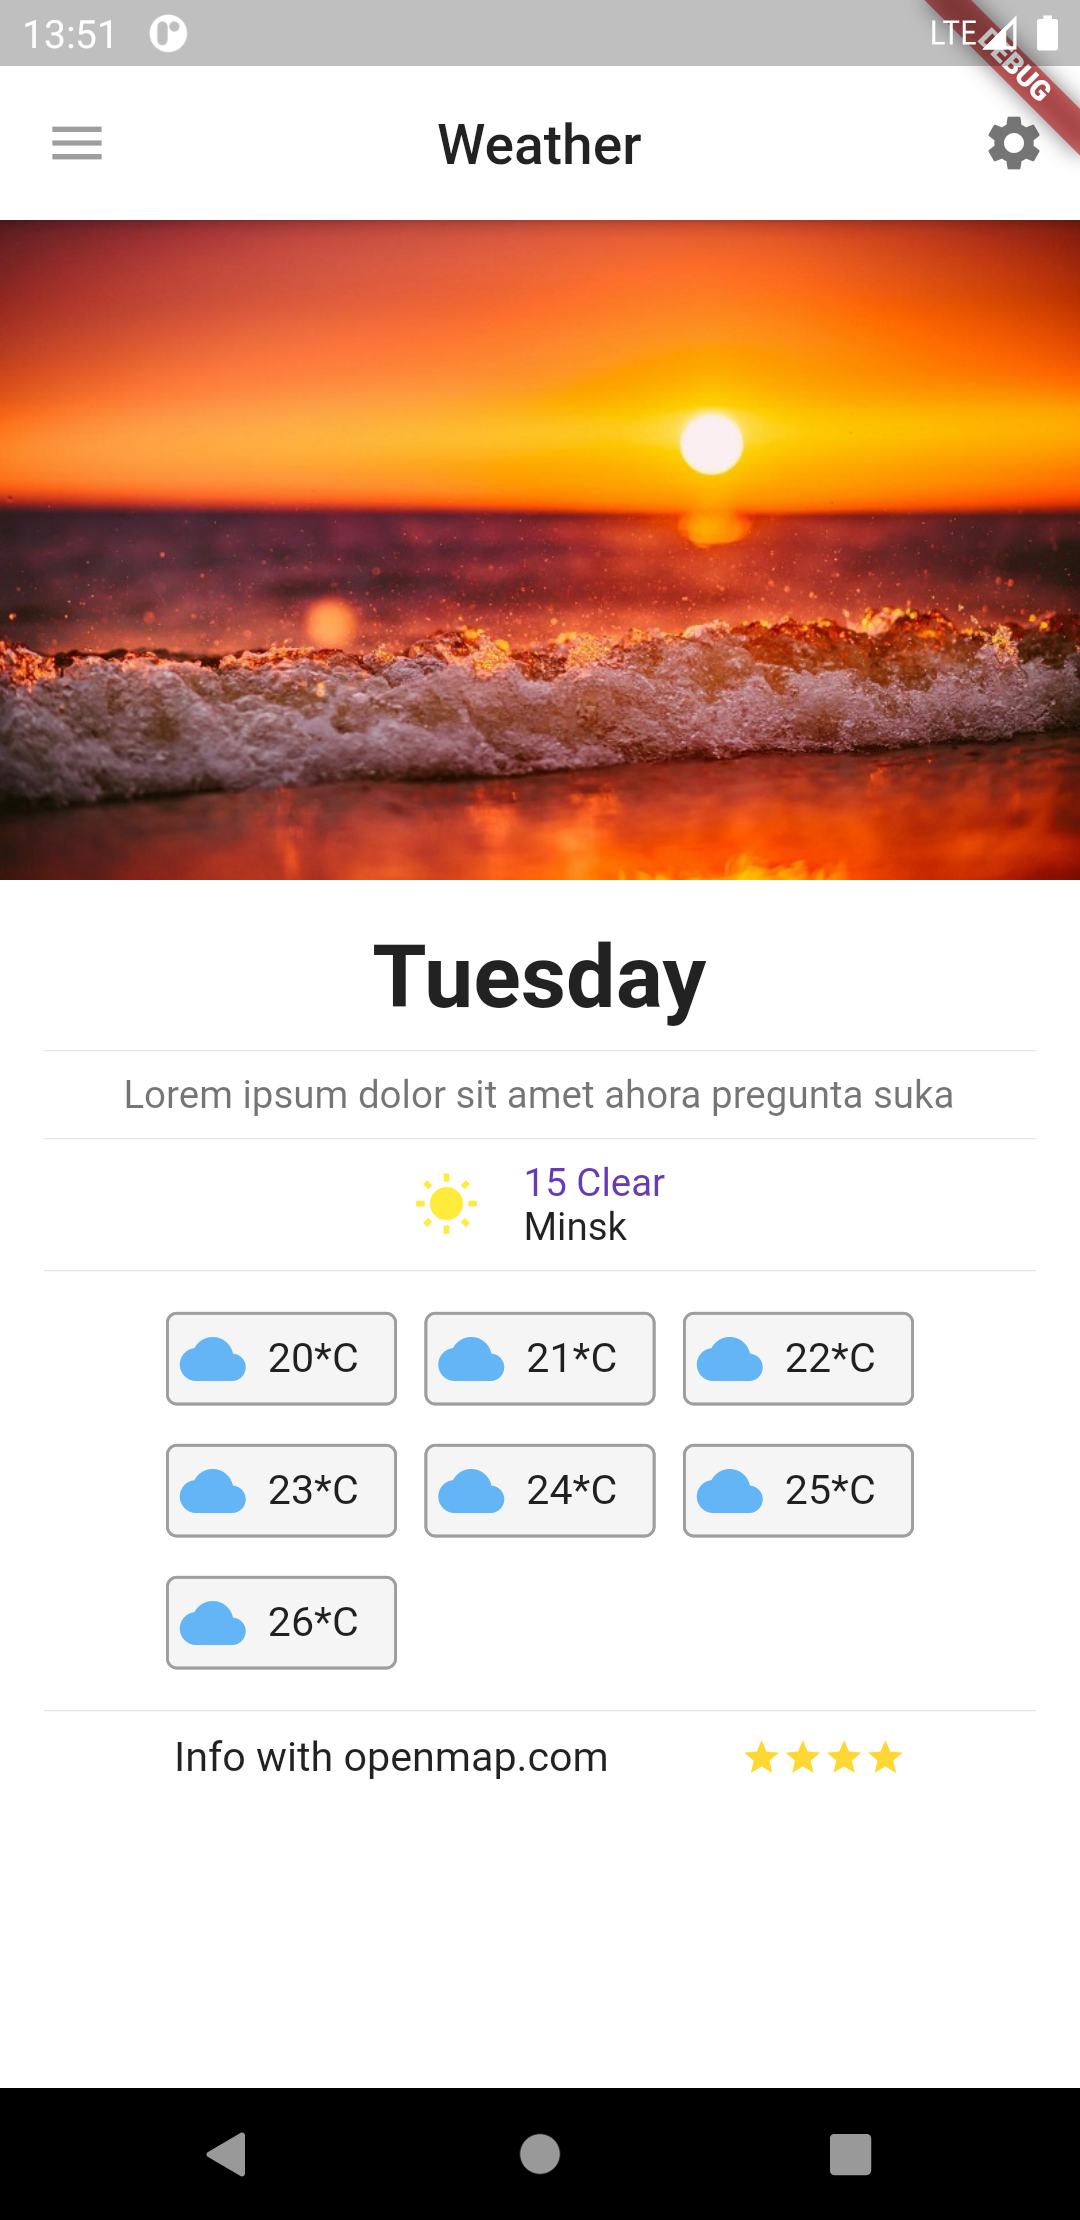 13:51
LTE
DEBUG
Weather
Tuesday
Lorem ipsum dolor sit amet ahora pregunta suka
15 Clear
Minsk
20*C 21*C 22*C
23*C 24*C 25*C
26*C
Info with openmap.com